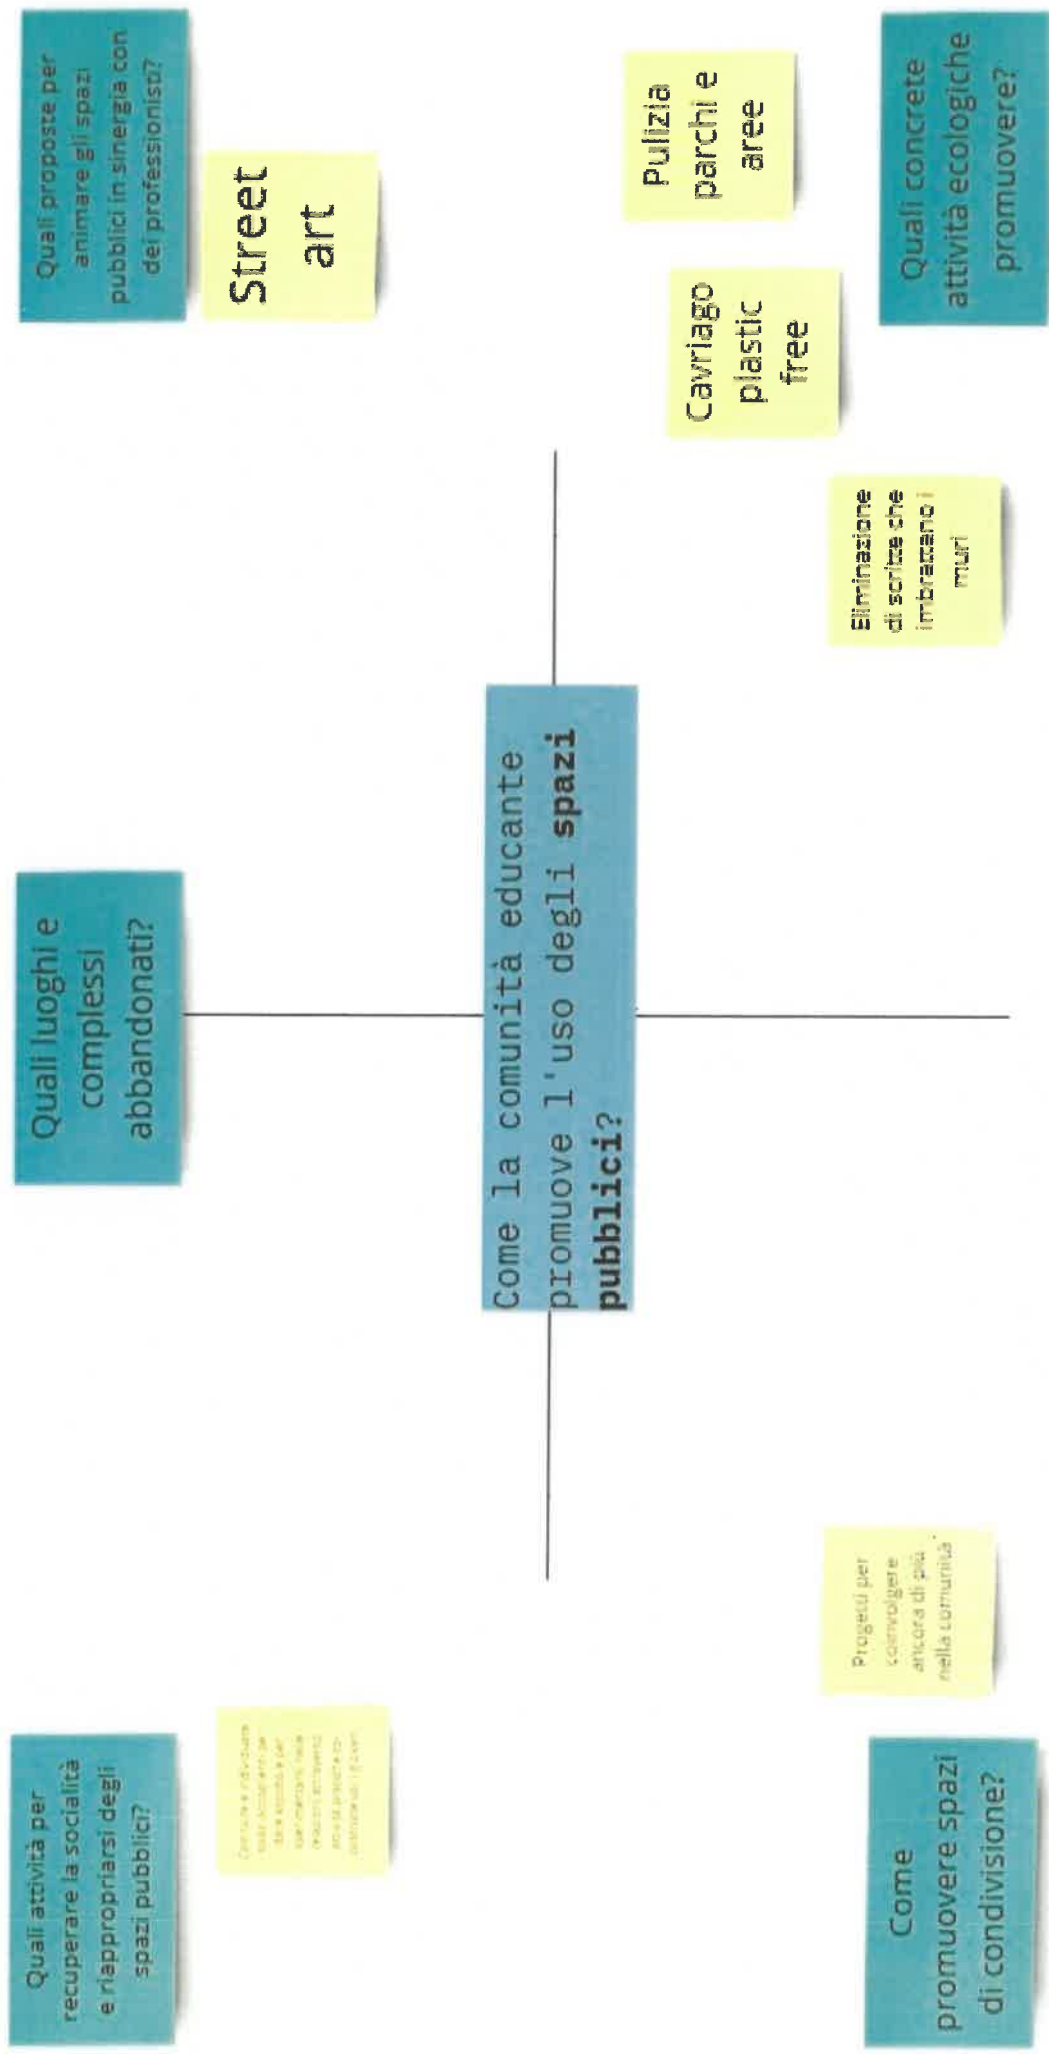 Quali attività per
recuperare la socialità
e riappropriarsi degli
spazi pubblici?
Quali luoghi e
complessi
abbandonati?
Quali proposte per
animare gli spazi
pubblici in sinergia con
dei professionisti?
Street
art
Come la comunità educante
promuove l'uso degli spazi
pubblici?
Pulizia
parchi e
aree
Cavriago
plastic
free
Eliminazione
di scritte che
imbrattano i
muri
Progetti per
coinvolgere
ancora di più
nella comunità
Come
promuovere spazi
di condivisione?
Quali concrete
attività ecologiche
promuovere?